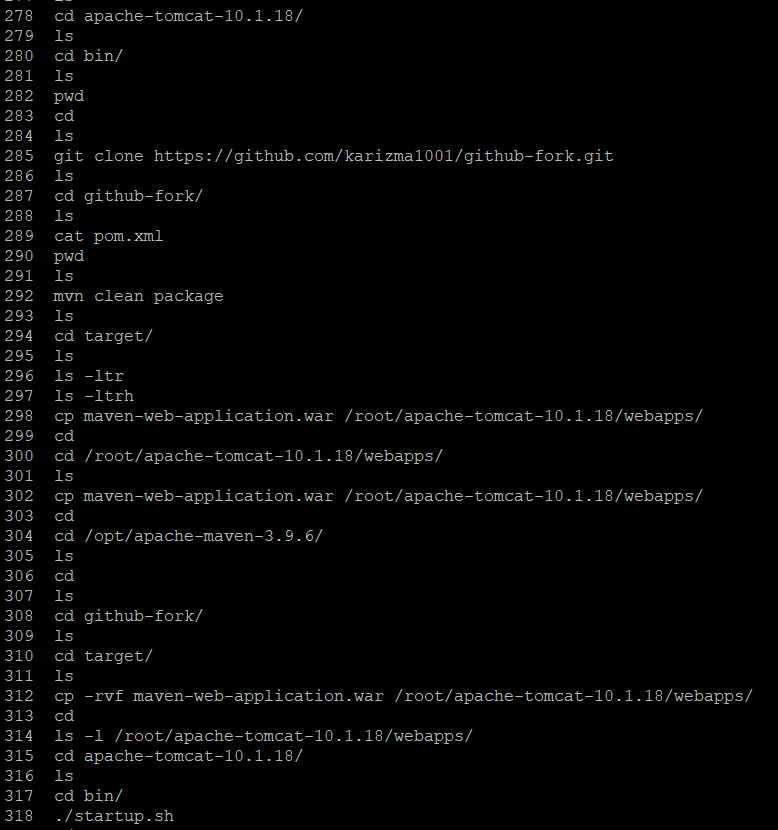 278 cd apache-tomcat-10.1.18/
279 ls
280 cd bin/
281 ls
282 pwd
283 cd
284 ls
285 git clone https://github.com/karizma1001/github-fork.git
286 ls
287 cd github-fork/
288 ls
289 cat pom.xml
290 pwd
291 ls
292 mvn clean package
293 ls
294 cd target/
295 ls
296 ls -ltr
297 ls -ltrh
298 cp maven-web-application.war /root/apache-tomcat-10.1.18/webapps/
299 cd
300 cd /root/apache-tomcat-10.1.18/webapps/
301 ls
302 cp maven-web-application.war /root/apache-tomcat-10.1.18/webapps/
303 cd
304 cd /opt/apache-maven-3.9.6/
305 ls
306 cd
307 ls
308 cd github-fork/
309 ls
310 cd target/
311 ls
312 cp -rvf maven-web-application.war /root/apache-tomcat-10.1.18/webapps/
313 cd
314 ls -l /root/apache-tomcat-10.1.18/webapps/
315 cd apache-tomcat-10.1.18/
316 ls
317 cd bin/
318 ./startup.sh